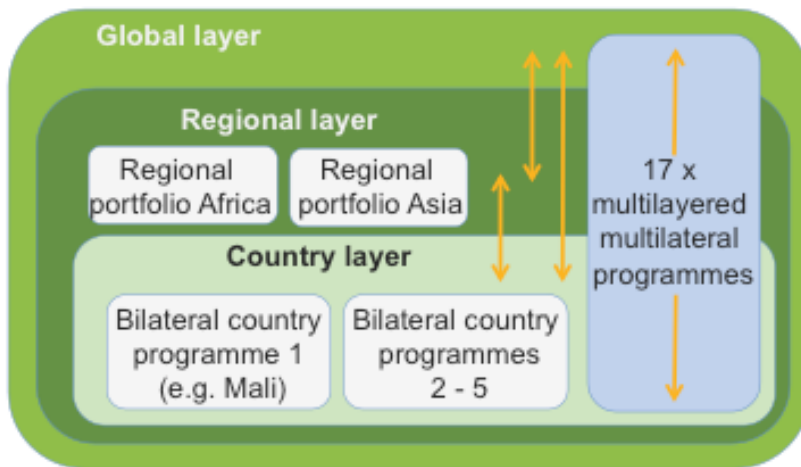 Global layer
Regional layer
Regional
portfolio Africa
Regional
portfolio Asia
17 x
multilayered
multilateral
programmes
Country layer
Bilateral country
programme 1
(e.g. Mali)
Bilateral country
programmes
2 - 5